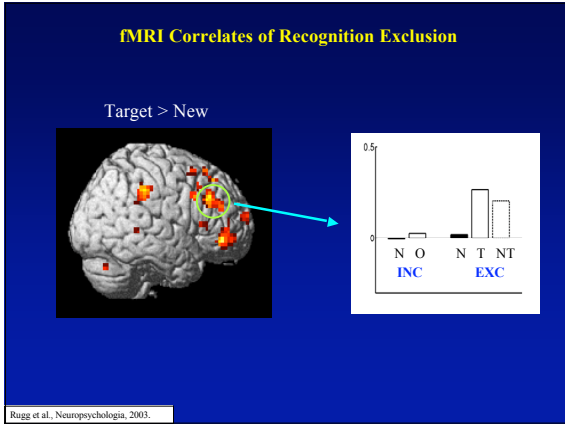 fMRI Correlates of Recognition Exclusion
Target > New
0.5
0
N O N T NT
INC EXC
Rugg et al., Neuropsychologia, 2003.